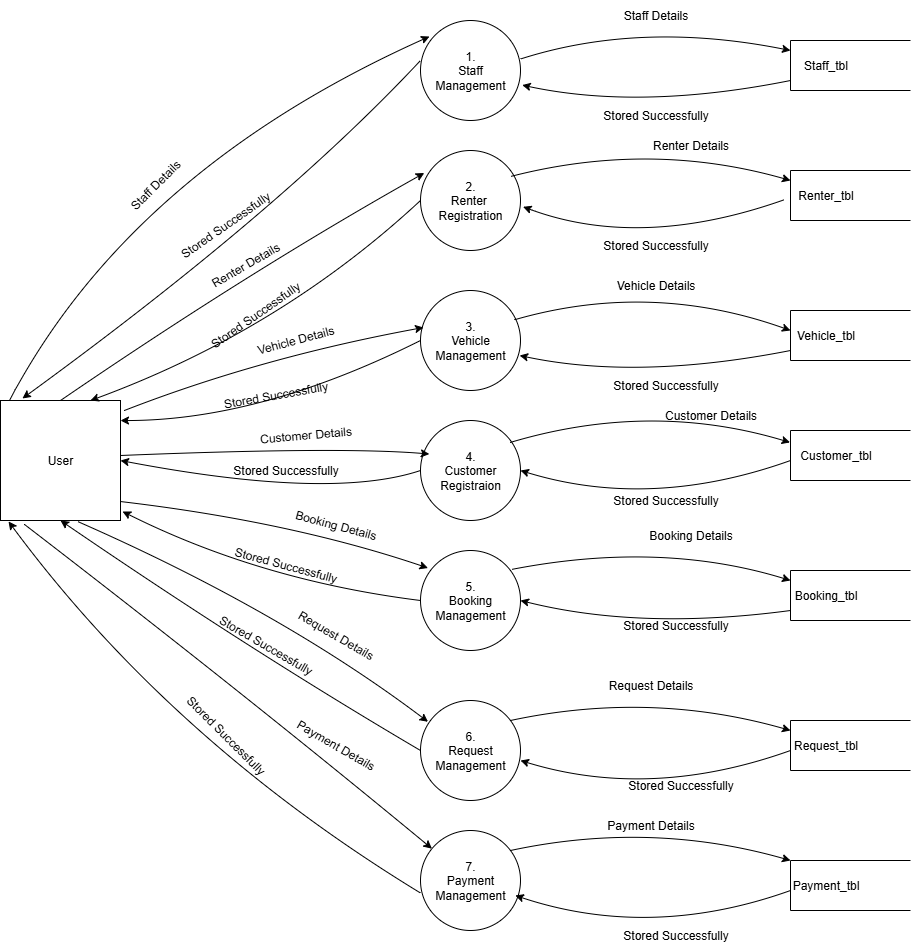 Staff Details
1.
Staff
Management
Staff_tbl
Stored Successfully
Staff Details
Stored Successfully
Renter Details
2.
Renter
Registration
Renter_tbl
Stored Successfully
Renter Details
Stored Successfully
Vehicle Details
3.
Vehicle
Management
Vehicle_tbl
Stored Successfully
Vehicle Details
Stored Successfully
Customer Details
4.
Customer
Registraion
Customer_tbl
Stored Successfully
Customer Details
Stored Successfully
User
Booking Details
5.
Booking
Management
Booking_tbl
Stored Successfully
Booking Details
Stored Successfully
Request Details
6.
Request
Management
Request_tbl
Stored Successfully
Request Details
Stored Successfully
Payment Details
7.
Payment
Management
Payment_tbl
Stored Successfully
Payment Details
Stored Successfully